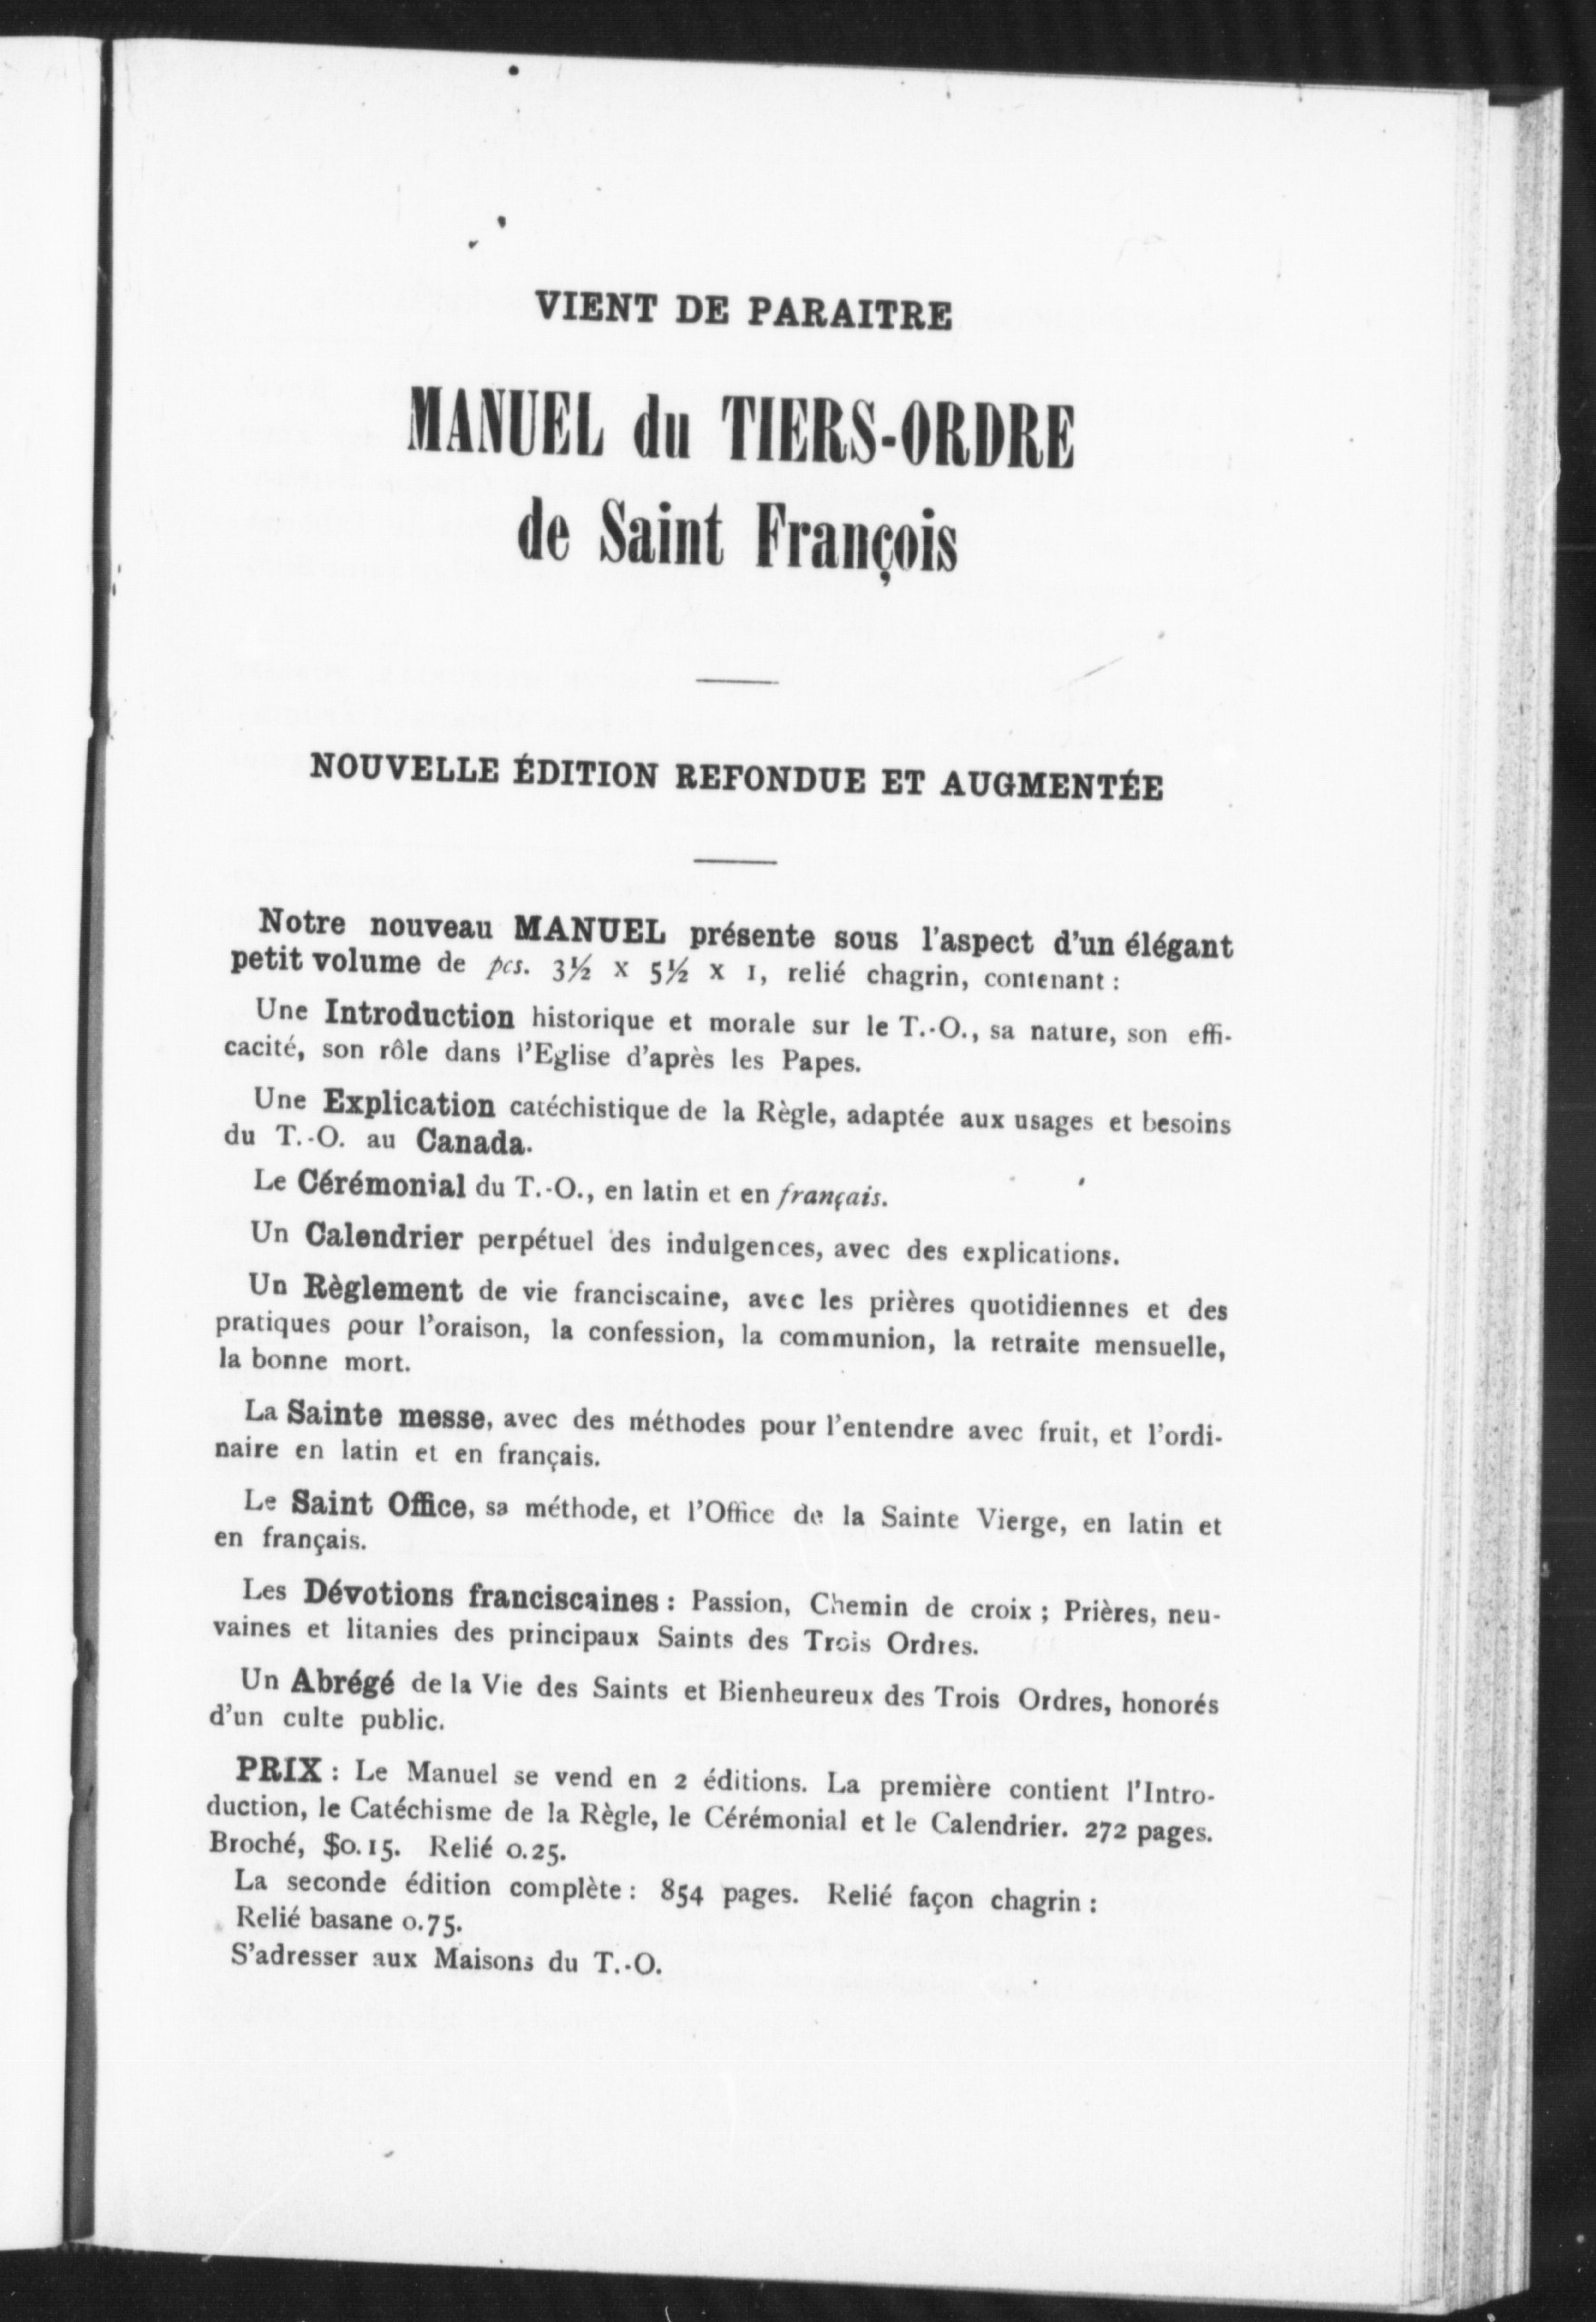 VIENT DE PARAITRE
MANUEL du TIERS-ORDRE
de Saint François
NOUVELLE ÉDITION REFONDUE ET AUGMENTÉE
Notre nouveau MANUEL présente sous l'aspect d'un élégant
petit volume de pcs. 3½ x 5½ x 1, relié chagrin, contenant :
Une Introduction historique et morale sur le T.-O., sa nature, son effi-
cacité, son rôle dans l'Eglise d'après les Papes.
Une Explication catéchistique de la Règle, adaptée aux usages et besoins
du T.-O. au Canada.
Le Cérémonial du T.-O., en latin et en français.
Un Calendrier perpétuel des indulgences, avec des explications.
Un Règlement de vie franciscaine, avec les prières quotidiennes et des
pratiques pour l'oraison, la confession, la communion, la retraite mensuelle,
la bonne mort.
La Sainte messe, avec des méthodes pour l'entendre avec fruit, et l'ordi-
naire en latin et en français.
Le Saint Office, sa méthode, et l'Office de la Sainte Vierge, en latin et
en français.
Les Dévotions franciscaines : Passion, Chemin de croix ; Prières, neu-
vaines et litanies des principaux Saints des Trois Ordres.
Un Abrégé de la Vie des Saints et Bienheureux des Trois Ordres, honorés
d'un culte public.
PRIX : Le Manuel se vend en 2 éditions. La première contient l'Intro-
duction, le Catéchisme de la Règle, le Cérémonial et le Calendrier. 272 pages.
Broché, $0.15. Relié 0.25.
La seconde édition complète : 854 pages. Relié façon chagrin :
Relié basane 0.75.
S'adresser aux Maisons du T.-O.